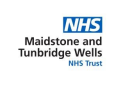 NHS
Maidstone and
Tunbridge Wells
NHS Trust